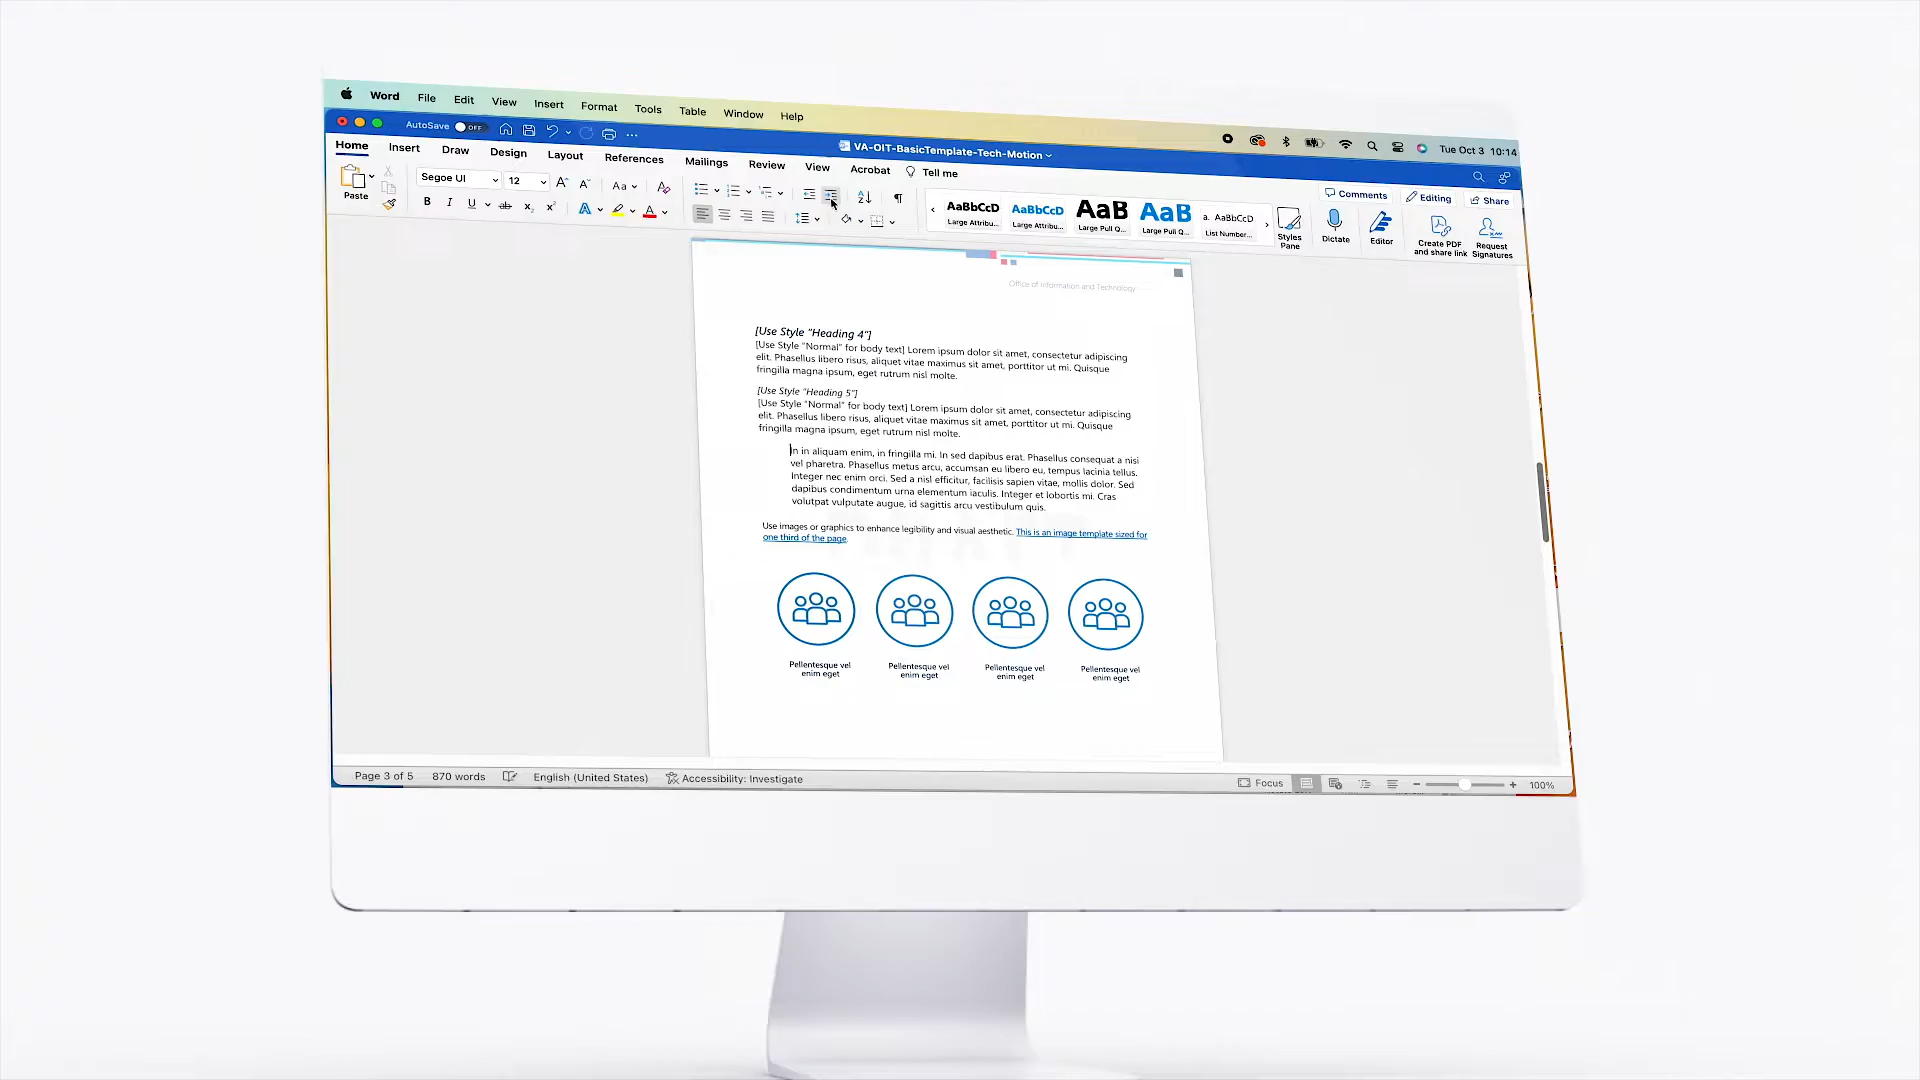 Word File Edit View Insert Format Tools Table Window Help
Tue Oct 3 10:14
AutoSave OFF
VA-OIT-BasicTemplate-Tech-Motion
Home Insert Draw Design Layout References Mailings Review View Acrobat Tell me
Comments Editing Share
Paste
Segoe UI 12
Aa
B I U ab x₂ x²
A A
AaBbCcD AaBbCcD AaB AaB a. AaBbCcD
Large Attribu... Large Attribu... Large Pull Q... Large Pull Q... List Number...
Styles Pane
Dictate
Editor
Create PDF and share link
Request Signatures
Office of Information and Technology
[Use Style "Heading 4"]
[Use Style "Normal" for body text] Lorem ipsum dolor sit amet, consectetur adipiscing
elit. Phasellus libero risus, aliquet vitae maximus sit amet, porttitor ut mi. Quisque
fringilla magna ipsum, eget rutrum nisl molte.
[Use Style "Heading 5"]
[Use Style "Normal" for body text] Lorem ipsum dolor sit amet, consectetur adipiscing
elit. Phasellus libero risus, aliquet vitae maximus sit amet, porttitor ut mi. Quisque
fringilla magna ipsum, eget rutrum nisl molte.
In in aliquam enim, in fringilla mi. In sed dapibus erat. Phasellus consequat a nisi
vel pharetra. Phasellus metus arcu, accumsan eu libero eu, tempus lacinia tellus.
Integer nec enim orci. Sed a nisl efficitur, facilisis sapien vitae, mollis dolor. Sed
dapibus condimentum urna elementum iaculis. Integer et lobortis mi. Cras
volutpat vulputate augue, id sagittis arcu vestibulum quis.
Use images or graphics to enhance legibility and visual aesthetic. This is an image template sized for
one third of the page.
Pellentesque vel Pellentesque vel Pellentesque vel Pellentesque vel
enim eget enim eget enim eget enim eget
Page 3 of 5 870 words English (United States) Accessibility: Investigate Focus 100%